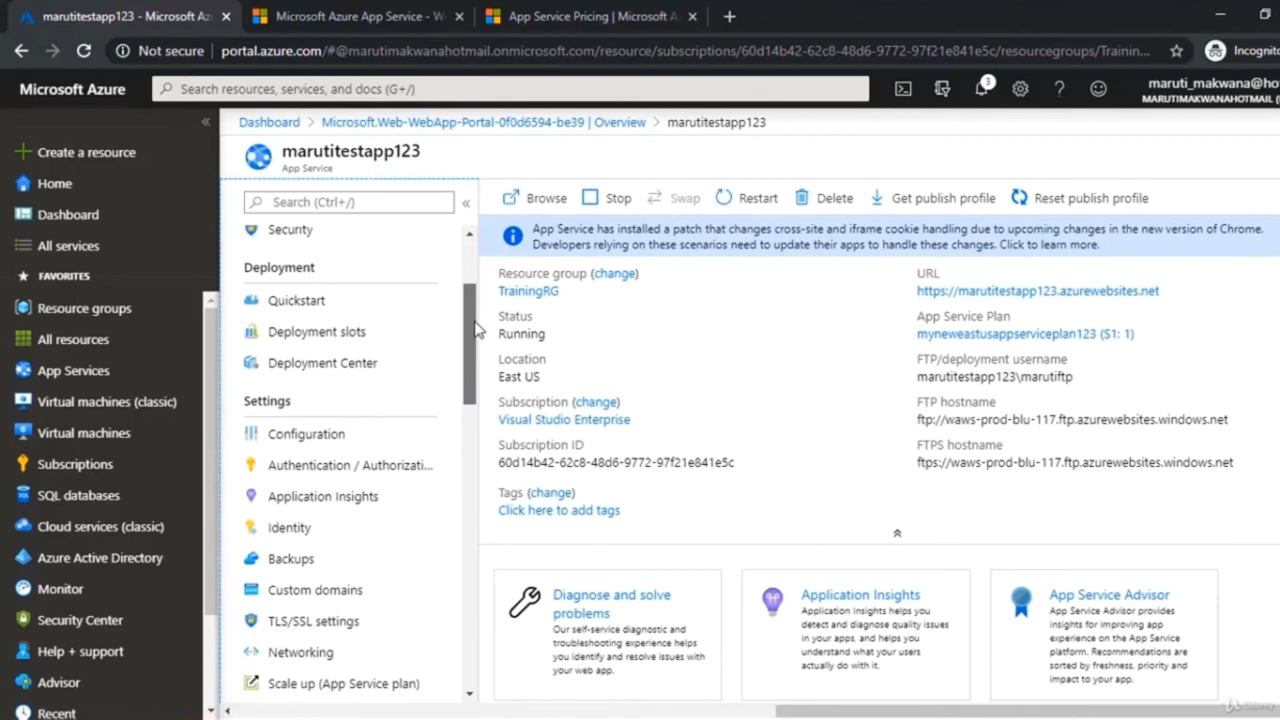 marutitestapp123 - Microsoft Az
Microsoft Azure App Service - W
App Service Pricing | Microsoft A
Not secure
portal.azure.com/#@marutimakwanahotmail.onmicrosoft.com/resource/subscriptions/60d14b42-62c8-48d6-9772-97f21e841e5c/resourcegroups/Trainin...
Incognito
Microsoft Azure
Search resources, services, and docs (G+/)
3
maruti_makwana@ho
MARUTIMAKWANAHOTMAIL (
Create a resource
Home
Dashboard
All services
FAVORITES
Resource groups
All resources
App Services
Virtual machines (classic)
Virtual machines
Subscriptions
SQL databases
Cloud services (classic)
Azure Active Directory
Monitor
Security Center
Help + support
Advisor
Recent
Dashboard > Microsoft.Web-WebApp-Portal-0f0d6594-be39 | Overview > marutitestapp123
marutitestapp123
App Service
Search (Ctrl+/)
Security
Deployment
Quickstart
Deployment slots
Deployment Center
Settings
Configuration
Authentication / Authorizati...
Application Insights
Identity
Backups
Custom domains
TLS/SSL settings
Networking
Scale up (App Service plan)
Browse
Stop
Swap
Restart
Delete
Get publish profile
Reset publish profile
App Service has installed a patch that changes cross-site and iframe cookie handling due to upcoming changes in the new version of Chrome.
Developers relying on these scenarios need to update their apps to handle these changes. Click to learn more.
Resource group (change)
TrainingRG
Status
Running
Location
East US
Subscription (change)
Visual Studio Enterprise
Subscription ID
60d14b42-62c8-48d6-9772-97f21e841e5c
Tags (change)
Click here to add tags
URL
https://marutitestapp123.azurewebsites.net
App Service Plan
myneweastusappserviceplan123 (S1: 1)
FTP/deployment username
marutitestapp123\marutiftp
FTP hostname
ftp://waws-prod-blu-117.ftp.azurewebsites.windows.net
FTPS hostname
ftps://waws-prod-blu-117.ftp.azurewebsites.windows.net
Diagnose and solve
problems
Our self-service diagnostic and
troubleshooting experience helps
you identify and resolve issues with
your web app.
Application Insights
Application Insights helps you
detect and diagnose quality issues
in your apps, and helps you
understand what your users
actually do with it.
App Service Advisor
App Service Advisor provides
insights for improving app
experience on the App Service
platform. Recommendations are
sorted by freshness, priority and
impact to your app.
Udemy